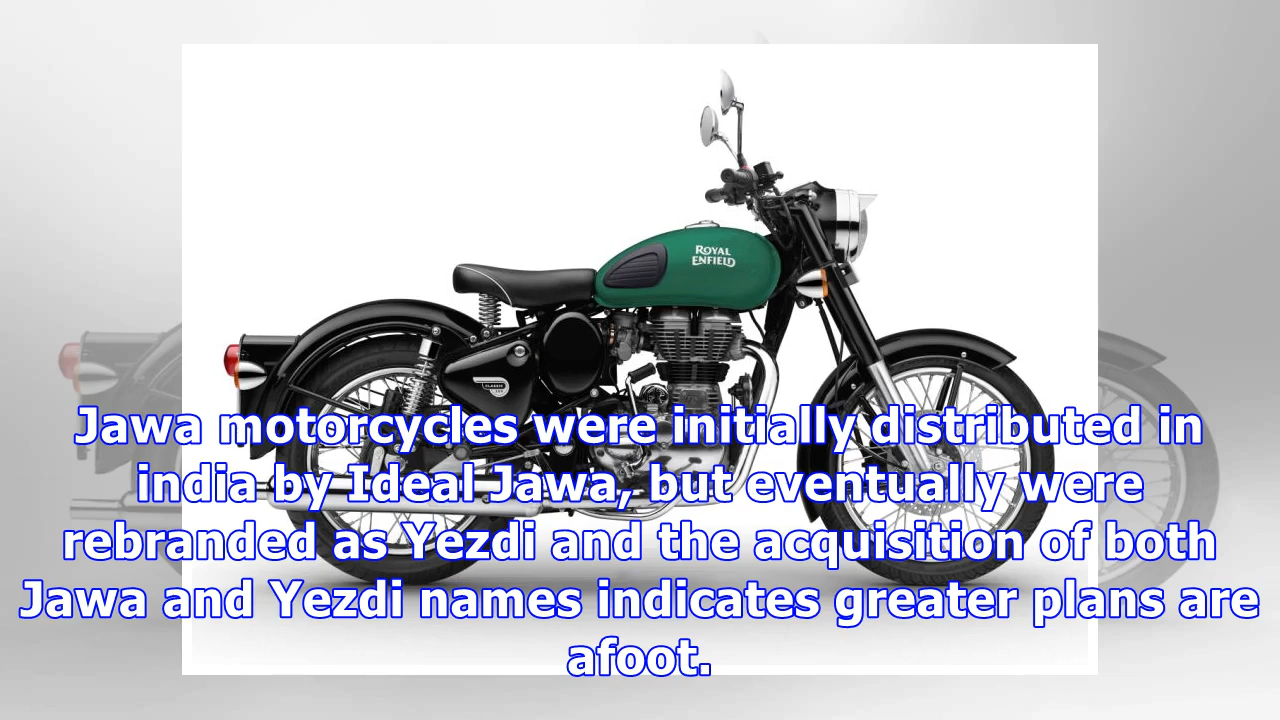 ROYAL
ENFIELD
CLASSIC
Jawa motorcycles were initially distributed in
india by Ideal Jawa, but eventually were
rebranded as Yezdi and the acquisition of both
Jawa and Yezdi names indicates greater plans are
afoot.